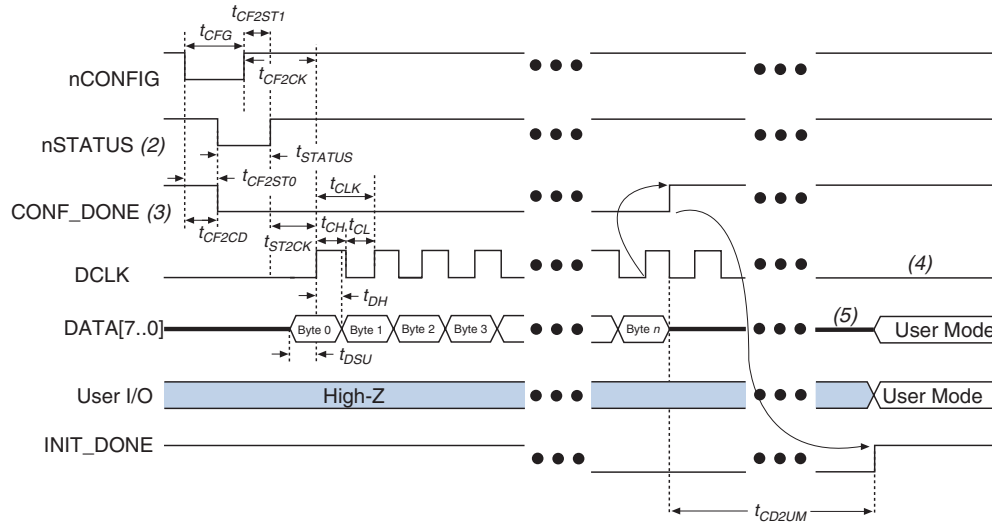 tCF2ST1
tCFG
nCONFIG
tCF2CK
nSTATUS (2)
tSTATUS
tCF2ST0
tCLK
CONF_DONE (3)
tCF2CD
tST2CK
tCH
tCL
DCLK
(4)
tDH
DATA[7..0]
Byte 0
Byte 1
Byte 2
Byte 3
Byte n
(5)
User Mode
tDSU
User I/O
High-Z
User Mode
INIT_DONE
tCD2UM